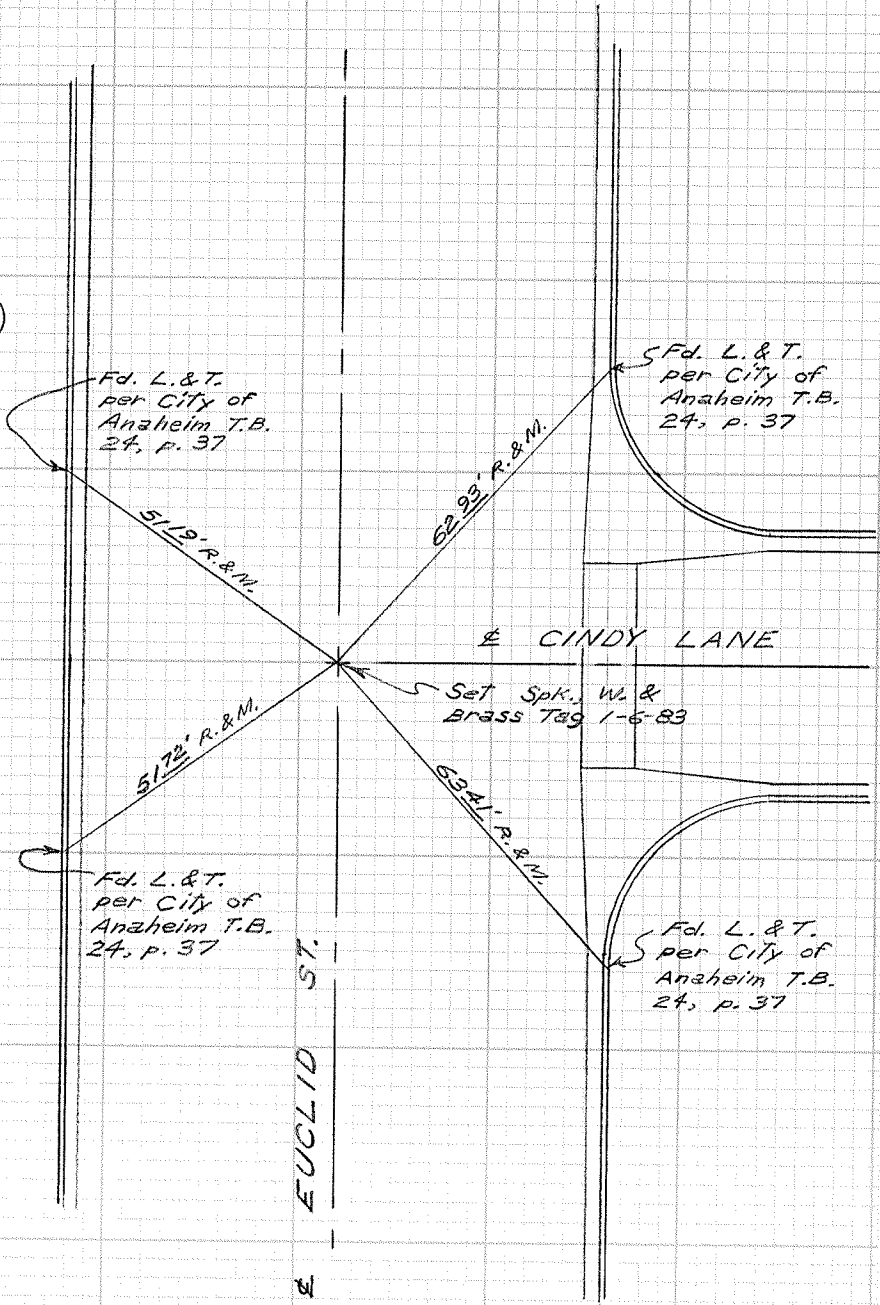 Fd. L. & T.
per City of
Anaheim T.B.
24, p. 37
Fd. L. & T.
per City of
Anaheim T.B.
24, p. 37
51.19' R. & M.
62.93' R. & M.
℄ CINDY LANE
Set Spk., W. &
Brass Tag 1-6-83
51.72' R. & M.
63.41' R. & M.
Fd. L. & T.
per City of
Anaheim T.B.
24, p. 37
Fd. L. & T.
per City of
Anaheim T.B.
24, p. 37
℄ EUCLID ST.